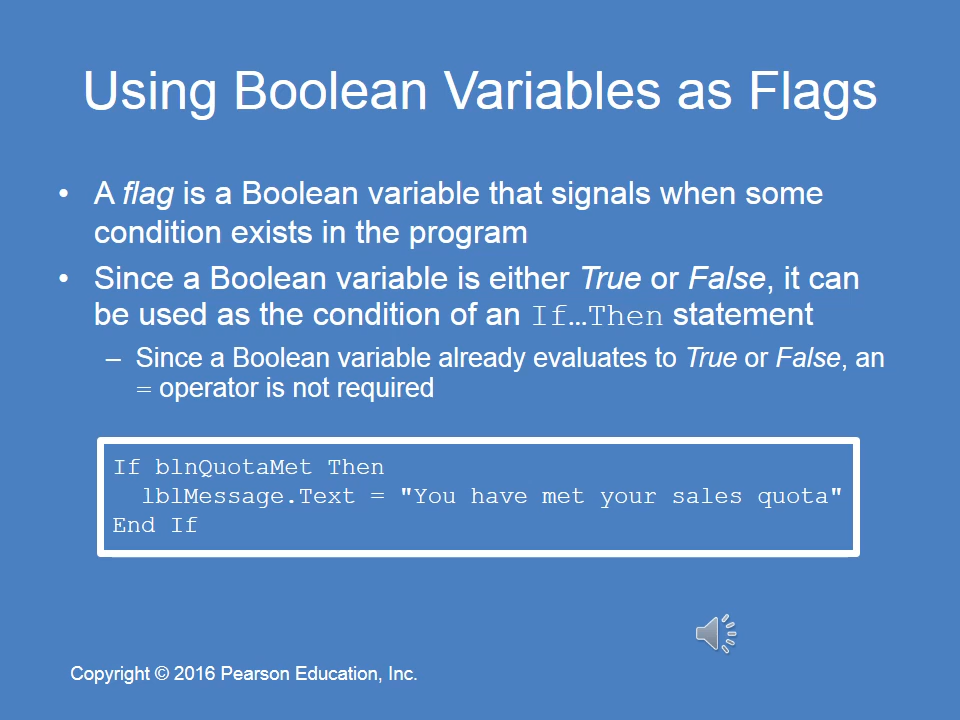 Using Boolean Variables as Flags
• A flag is a Boolean variable that signals when some
condition exists in the program
• Since a Boolean variable is either True or False, it can
be used as the condition of an If…Then statement
– Since a Boolean variable already evaluates to True or False, an
= operator is not required
If blnQuotaMet Then
  lblMessage.Text = "You have met your sales quota"
End If
Copyright © 2016 Pearson Education, Inc.